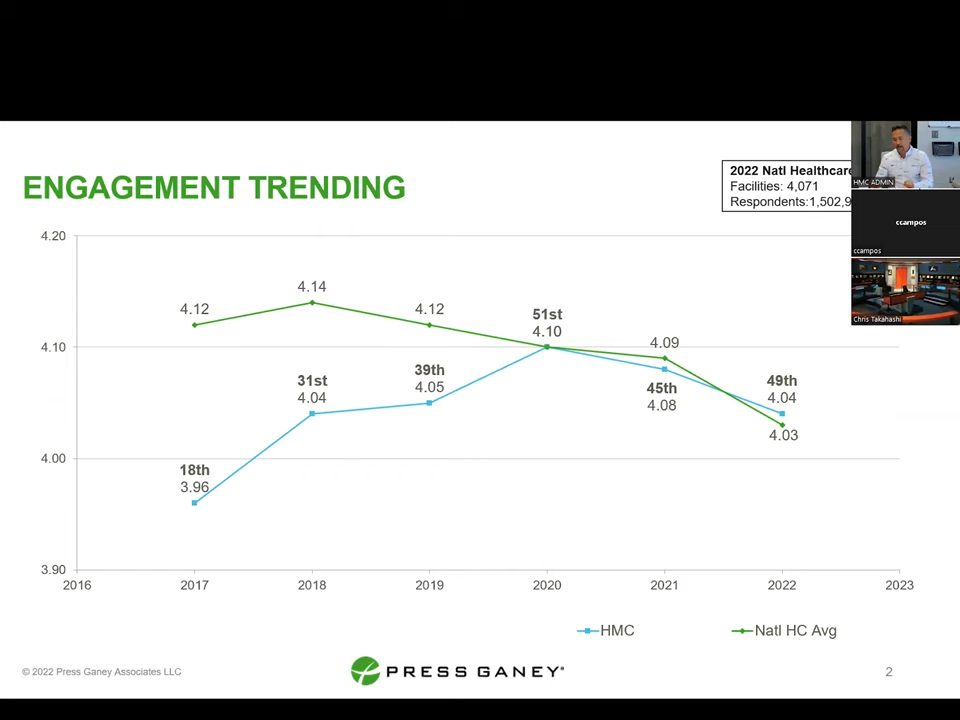 ENGAGEMENT TRENDING
2022 Natl Healthcare
Facilities: 4,071
Respondents:1,502,9
HMC ADMIN
ccampos
ccampos
Chris Takahashi
4.20
4.10
4.00
3.90
4.12
4.14
4.12
51st
4.10
4.09
31st
4.04
39th
4.05
45th
4.08
49th
4.04
4.03
18th
3.96
2016
2017
2018
2019
2020
2021
2022
2023
HMC
Natl HC Avg
© 2022 Press Ganey Associates LLC
PRESS GANEY®
2